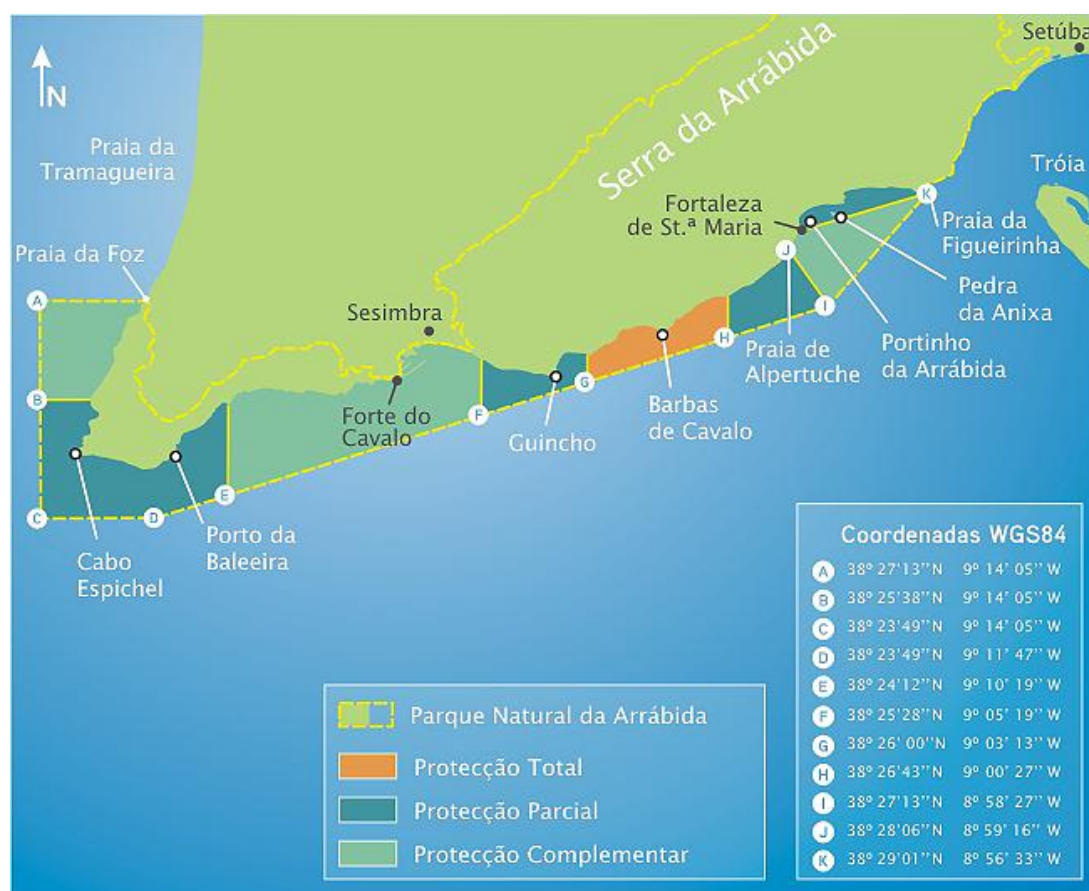 Setúba
N
Serra da Arrábida
Praia da
Tramagueira
Tróia
Fortaleza
de St.ª Maria
K
Praia da
Figueirinha
Praia da Foz
J
Pedra
da Anixa
A
Sesimbra
I
Portinho
da Arrábida
H
Praia de
Alpertuche
G
Barbas
de Cavalo
B
Forte do
Cavalo
F
Guincho
E
C
D
Porto da
Baleeira
Cabo
Espichel
Coordenadas WGS84
A 38º 27'13''N 9º 14' 05'' W
B 38º 25'38''N 9º 14' 05'' W
C 38º 23'49''N 9º 14' 05'' W
D 38º 23'49''N 9º 11' 47'' W
E 38º 24'12''N 9º 10' 19'' W
F 38º 25'28''N 9º 05' 19'' W
G 38º 26' 00''N 9º 03' 13'' W
H 38º 26'43''N 9º 00' 27'' W
I 38º 27'13''N 8º 58' 27'' W
J 38º 28'06''N 8º 59' 16'' W
K 38º 29'01''N 8º 56' 33'' W
Parque Natural da Arrábida
Protecção Total
Protecção Parcial
Protecção Complementar